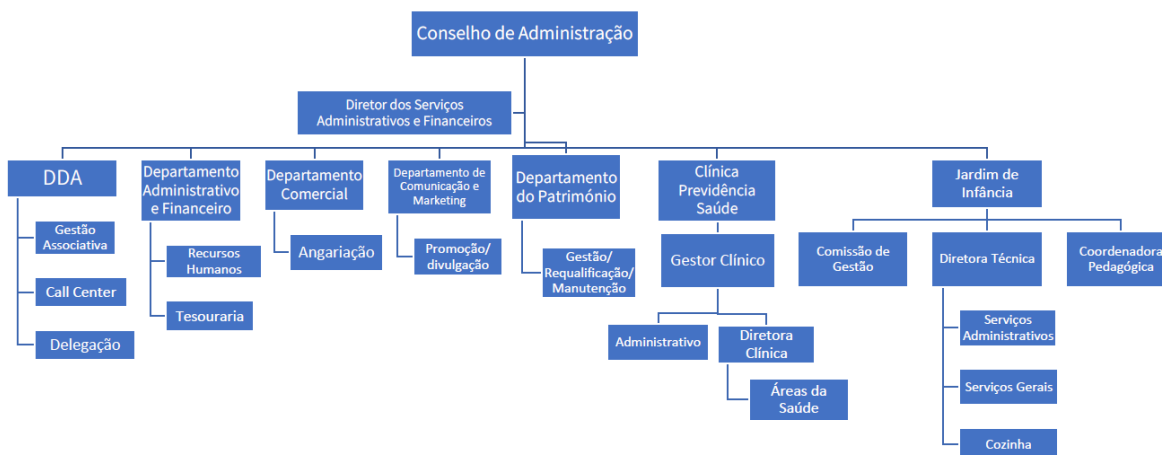 Conselho de Administração
Diretor dos Serviços
Administrativos e Financeiros
DDA
Departamento
Administrativo
e Financeiro
Departamento
Comercial
Departamento de
Comunicação e
Marketing
Departamento
do Património
Clínica
Previdência
Saúde
Jardim de
Infância
Gestão
Associativa
Recursos
Humanos
Angariação
Promoção/
divulgação
Gestão/
Requalificação/
Manutenção
Gestor Clínico
Comissão de
Gestão
Diretora Técnica
Coordenadora
Pedagógica
Call Center
Tesouraria
Delegação
Administrativo
Diretora
Clínica
Serviços
Administrativos
Áreas da
Saúde
Serviços Gerais
Cozinha